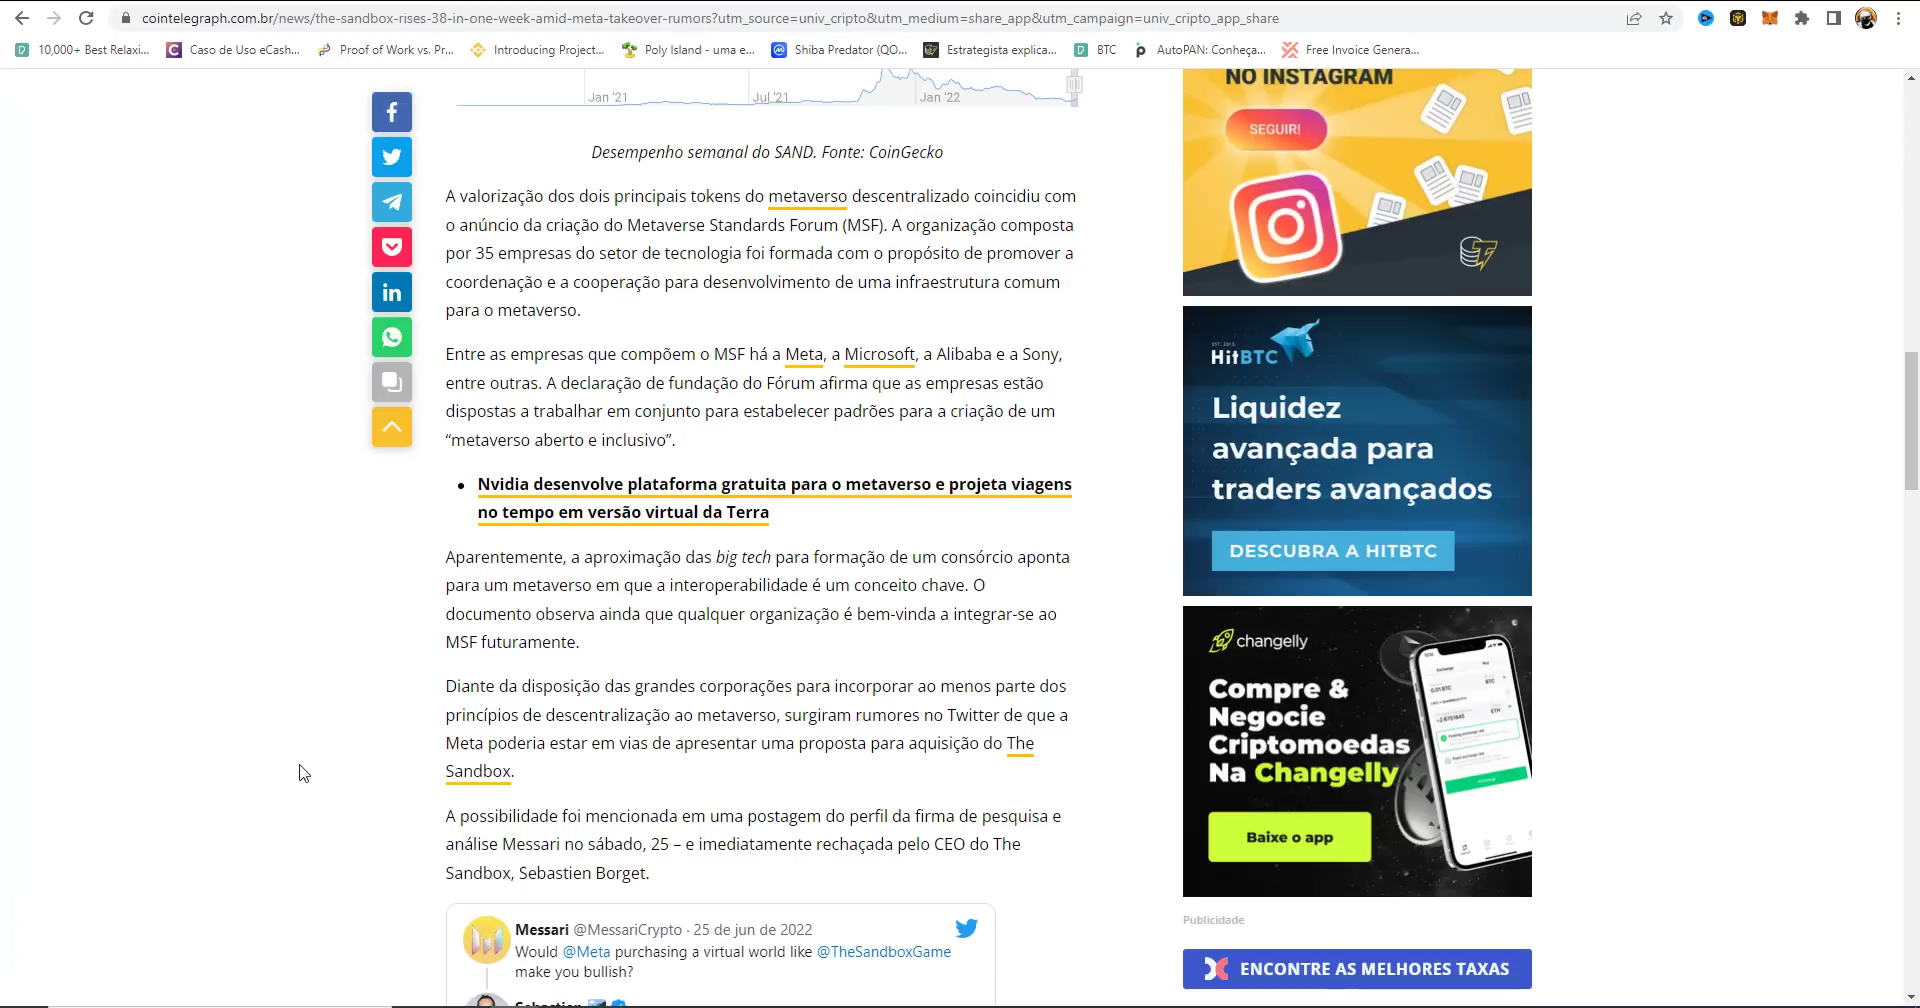 cointelegraph.com.br/news/the-sandbox-rises-38-in-one-week-amid-meta-takeover-rumors?utm_source=univ_cripto&utm_medium=share_app&utm_campaign=univ_cripto_app_share
10,000+ Best Relaxi...
Caso de Uso eCash...
Proof of Work vs. Pr...
Introducing Project...
Poly Island - uma e...
Shiba Predator (QO...
Estrategista explica...
BTC
AutoPAN: Conheça...
Free Invoice Genera...
Jan '21
Jul '21
Jan '22
Desempenho semanal do SAND. Fonte: CoinGecko
A valorização dos dois principais tokens do metaverso descentralizado coincidiu com
o anúncio da criação do Metaverse Standards Forum (MSF). A organização composta
por 35 empresas do setor de tecnologia foi formada com o propósito de promover a
coordenação e a cooperação para desenvolvimento de uma infraestrutura comum
para o metaverso.
Entre as empresas que compõem o MSF há a Meta, a Microsoft, a Alibaba e a Sony,
entre outras. A declaração de fundação do Fórum afirma que as empresas estão
dispostas a trabalhar em conjunto para estabelecer padrões para a criação de um
“metaverso aberto e inclusivo”.
Nvidia desenvolve plataforma gratuita para o metaverso e projeta viagens
no tempo em versão virtual da Terra
Aparentemente, a aproximação das big tech para formação de um consórcio aponta
para um metaverso em que a interoperabilidade é um conceito chave. O
documento observa ainda que qualquer organização é bem-vinda a integrar-se ao
MSF futuramente.
Diante da disposição das grandes corporações para incorporar ao menos parte dos
princípios de descentralização ao metaverso, surgiram rumores no Twitter de que a
Meta poderia estar em vias de apresentar uma proposta para aquisição do The
Sandbox.
A possibilidade foi mencionada em uma postagem do perfil da firma de pesquisa e
análise Messari no sábado, 25 – e imediatamente rechaçada pelo CEO do The
Sandbox, Sebastien Borget.
Messari @MessariCrypto · 25 de jun de 2022
Would @Meta purchasing a virtual world like @TheSandboxGame
make you bullish?
Sebastien
NO INSTAGRAM
SEGUIR!
EST. 2013.
HitBTC
Liquidez
avançada para
traders avançados
DESCUBRA A HITBTC
changelly
Compre &
Negocie
Criptomoedas
Na Changelly
Baixe o app
Publicidade
ENCONTRE AS MELHORES TAXAS